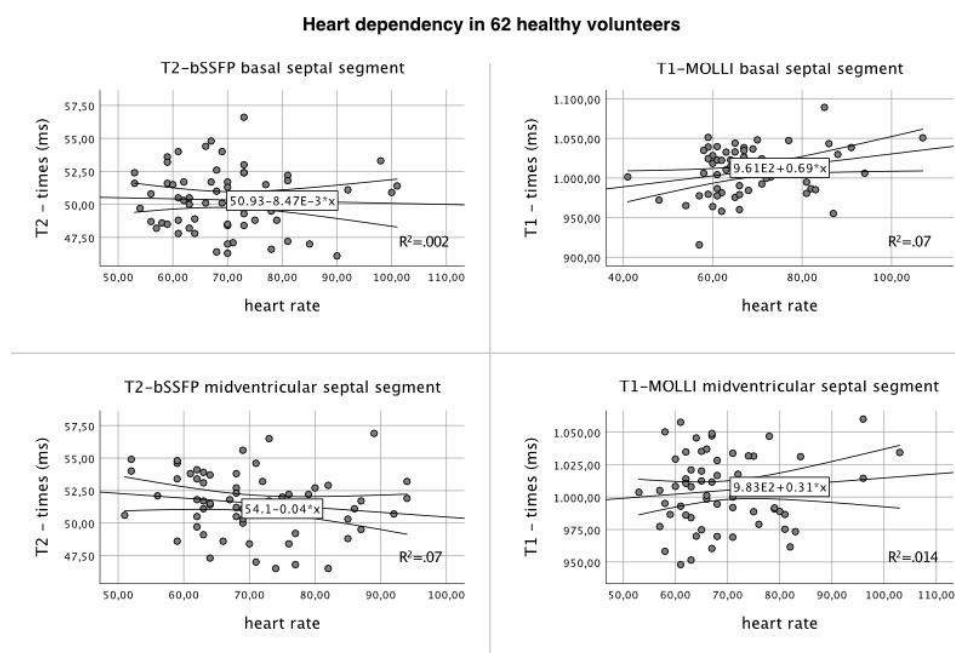 Heart dependency in 62 healthy volunteers
T2-bSSFP basal septal segment
T2 - times (ms)
57,50
55,00
52,50
50,00
47,50
50.93-8.47E-3*x
R²=.002
50,00 60,00 70,00 80,00 90,00 100,00 110,00
heart rate
T1-MOLLI basal septal segment
T1 - times (ms)
1.100,00
1.050,00
1.000,00
950,00
900,00
9.61E2+0.69*x
R²=.07
40,00 60,00 80,00 100,00
heart rate
T2-bSSFP midventricular septal segment
T2 - times (ms)
57,50
55,00
52,50
50,00
47,50
54.1-0.04*x
R²=.07
50,00 60,00 70,00 80,00 90,00 100,00
heart rate
T1-MOLLI midventricular septal segment
T1 - times (ms)
1.050,00
1.025,00
1.000,00
975,00
950,00
9.83E2+0.31*x
R²=.014
50,00 60,00 70,00 80,00 90,00 100,00 110,00
heart rate